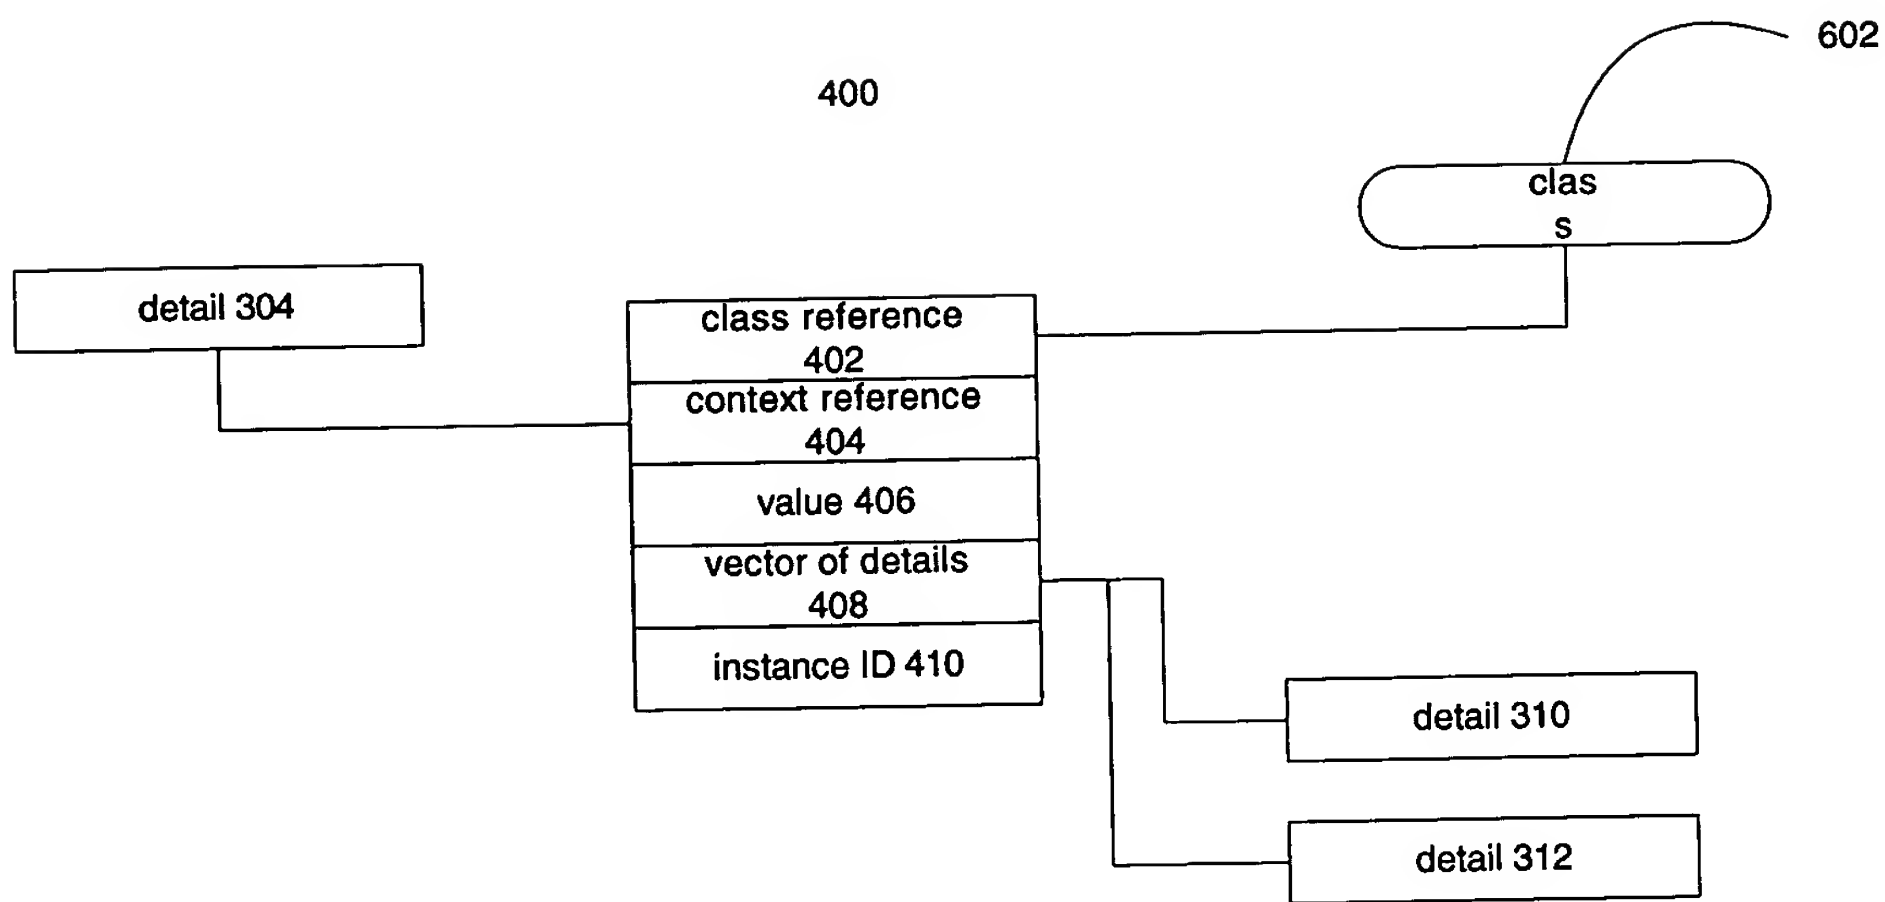 602
400
clas
s
detail 304
class reference
402
context reference
404
value 406
vector of details
408
instance ID 410
detail 310
detail 312